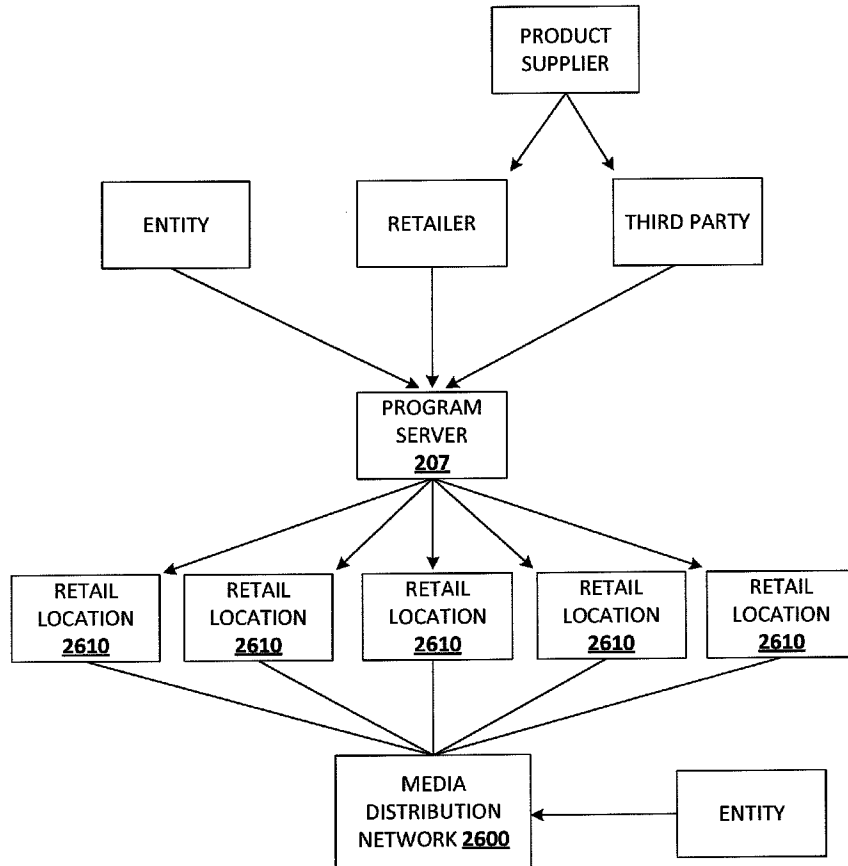 PRODUCT
SUPPLIER
ENTITY
RETAILER
THIRD PARTY
PROGRAM
SERVER
207
RETAIL
LOCATION
2610
RETAIL
LOCATION
2610
RETAIL
LOCATION
2610
RETAIL
LOCATION
2610
RETAIL
LOCATION
2610
MEDIA
DISTRIBUTION
NETWORK 2600
ENTITY